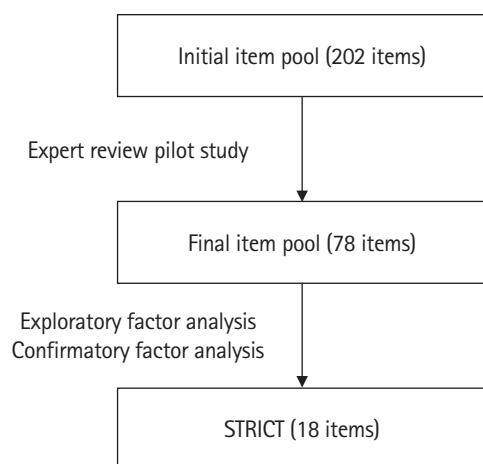 Initial item pool (202 items)
Expert review pilot study
Final item pool (78 items)
Exploratory factor analysis
Confirmatory factor analysis
STRICT (18 items)